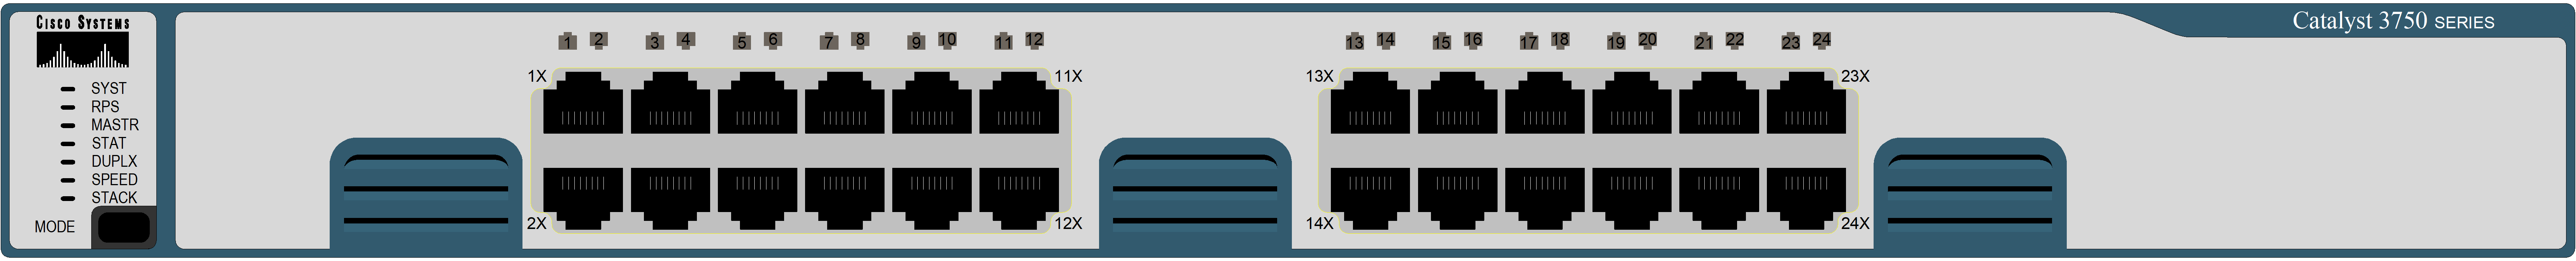 CISCO SYSTEMS
SYST
RPS
MASTR
STAT
DUPLX
SPEED
STACK
MODE
1 2 3 4 5 6 7 8 9 10 11 12
1X 11X
2X 12X
13 14 15 16 17 18 19 20 21 22 23 24
13X 23X
14X 24X
Catalyst 3750 SERIES